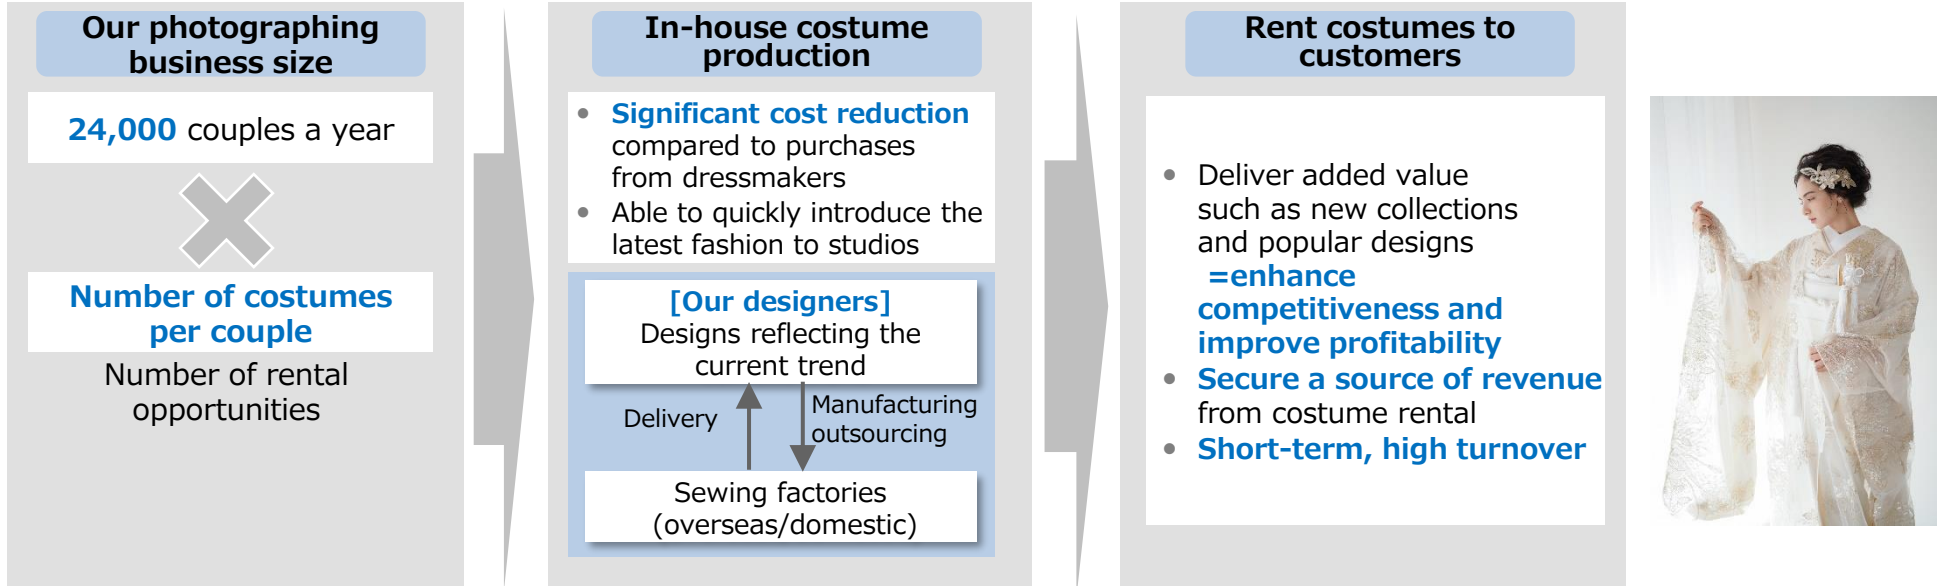 Our photographing
business size
24,000 couples a year
Number of costumes
per couple
Number of rental
opportunities
In-house costume
production
• Significant cost reduction
compared to purchases
from dressmakers
• Able to quickly introduce the
latest fashion to studios
[Our designers]
Designs reflecting the
current trend
Delivery
Manufacturing
outsourcing
Sewing factories
(overseas/domestic)
Rent costumes to
customers
• Deliver added value
such as new collections
and popular designs
=enhance
competitiveness and
improve profitability
• Secure a source of revenue
from costume rental
• Short-term, high turnover